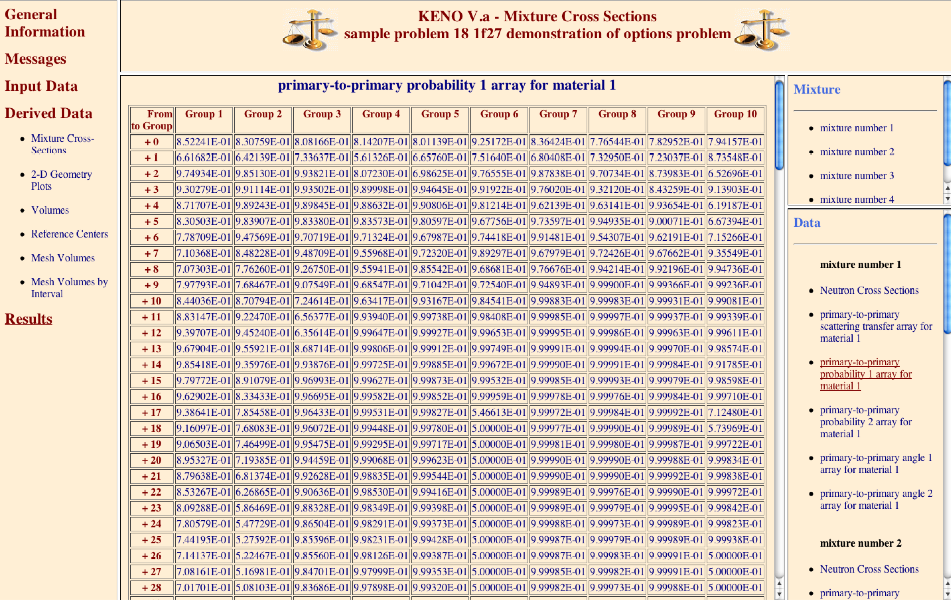 General
Information
Messages
Input Data
Derived Data
Mixture Cross-
Sections
2-D Geometry
Plots
Volumes
Reference Centers
Mesh Volumes
Mesh Volumes by
Interval
Results
KENO V.a - Mixture Cross Sections
sample problem 18 1f27 demonstration of options problem
primary-to-primary probability 1 array for material 1
From to Group Group 1 Group 2 Group 3 Group 4 Group 5 Group 6 Group 7 Group 8 Group 9 Group 10
+ 0 8.52241E-01 8.30759E-01 8.08166E-01 8.14207E-01 8.01139E-01 9.25172E-01 8.36424E-01 7.76544E-01 7.82952E-01 7.94157E-01
+ 1 6.61682E-01 6.42139E-01 7.33637E-01 5.61326E-01 6.65760E-01 7.51640E-01 6.80408E-01 7.32950E-01 7.23037E-01 8.73548E-01
+ 2 9.74934E-01 9.85130E-01 9.93821E-01 8.07230E-01 6.98625E-01 9.76555E-01 9.87838E-01 9.70734E-01 8.73983E-01 6.52696E-01
+ 3 9.30279E-01 9.91114E-01 9.93502E-01 9.89998E-01 9.94645E-01 9.91922E-01 9.76020E-01 9.32120E-01 8.43259E-01 9.13903E-01
+ 4 8.71707E-01 9.89243E-01 9.89845E-01 9.88632E-01 9.90806E-01 9.81214E-01 9.62139E-01 9.63141E-01 9.93654E-01 6.19187E-01
+ 5 8.30503E-01 9.83907E-01 9.83380E-01 9.83573E-01 9.80597E-01 9.67756E-01 9.73597E-01 9.94935E-01 9.00071E-01 6.67394E-01
+ 6 7.78709E-01 9.47569E-01 9.70719E-01 9.71324E-01 9.67987E-01 9.74418E-01 9.91481E-01 9.54307E-01 9.62191E-01 7.15266E-01
+ 7 7.10368E-01 8.48228E-01 9.48709E-01 9.55968E-01 9.72320E-01 9.89297E-01 9.67979E-01 9.72426E-01 9.67662E-01 9.35549E-01
+ 8 7.07303E-01 7.76260E-01 9.26750E-01 9.55941E-01 9.85542E-01 9.68681E-01 9.76676E-01 9.94214E-01 9.92196E-01 9.94736E-01
+ 9 7.97793E-01 7.68467E-01 9.07549E-01 9.68547E-01 9.71042E-01 9.72540E-01 9.94893E-01 9.99900E-01 9.99366E-01 9.99236E-01
+ 10 8.44036E-01 8.70794E-01 7.24614E-01 9.63417E-01 9.93167E-01 9.84541E-01 9.99883E-01 9.99983E-01 9.99931E-01 9.99081E-01
+ 11 8.83147E-01 9.22470E-01 6.56377E-01 9.93940E-01 9.99738E-01 9.98408E-01 9.99985E-01 9.99997E-01 9.99937E-01 9.99339E-01
+ 12 9.39707E-01 9.45240E-01 6.35614E-01 9.99647E-01 9.99927E-01 9.99653E-01 9.99995E-01 9.99986E-01 9.99963E-01 9.99611E-01
+ 13 9.67904E-01 9.55921E-01 8.68714E-01 9.99806E-01 9.99912E-01 9.99749E-01 9.99991E-01 9.99994E-01 9.99970E-01 9.98574E-01
+ 14 9.85418E-01 9.35976E-01 9.93876E-01 9.99725E-01 9.99885E-01 9.99672E-01 9.99990E-01 9.99991E-01 9.99984E-01 9.91785E-01
+ 15 9.79772E-01 8.91079E-01 9.96993E-01 9.99627E-01 9.99873E-01 9.99532E-01 9.99985E-01 9.99993E-01 9.99979E-01 9.98598E-01
+ 16 9.62902E-01 8.33433E-01 9.96695E-01 9.99582E-01 9.99852E-01 9.99959E-01 9.99978E-01 9.99976E-01 9.99984E-01 9.99710E-01
+ 17 9.38641E-01 7.85458E-01 9.96433E-01 9.99531E-01 9.99827E-01 5.46613E-01 9.99972E-01 9.99984E-01 9.99992E-01 7.12480E-01
+ 18 9.16097E-01 7.68083E-01 9.96072E-01 9.99448E-01 9.99780E-01 5.00000E-01 9.99977E-01 9.99990E-01 9.99989E-01 5.73969E-01
+ 19 9.06503E-01 7.46499E-01 9.95475E-01 9.99295E-01 9.99717E-01 5.00000E-01 9.99981E-01 9.99980E-01 9.99987E-01 9.99722E-01
+ 20 8.95327E-01 7.19385E-01 9.94459E-01 9.99068E-01 9.99623E-01 5.00000E-01 9.99990E-01 9.99990E-01 9.99988E-01 9.99834E-01
+ 21 8.79638E-01 6.81374E-01 9.92628E-01 9.98835E-01 9.99544E-01 5.00000E-01 9.99990E-01 9.99990E-01 9.99992E-01 9.99838E-01
+ 22 8.53267E-01 6.26865E-01 9.90636E-01 9.98530E-01 9.99416E-01 5.00000E-01 9.99989E-01 9.99976E-01 9.99990E-01 9.99972E-01
+ 23 8.09288E-01 5.86469E-01 9.88328E-01 9.98349E-01 9.99398E-01 5.00000E-01 9.99989E-01 9.99979E-01 9.99995E-01 9.99842E-01
+ 24 7.80579E-01 5.47729E-01 9.86504E-01 9.98291E-01 9.99373E-01 5.00000E-01 9.99988E-01 9.99973E-01 9.99989E-01 9.99823E-01
+ 25 7.44195E-01 5.27592E-01 9.85596E-01 9.98231E-01 9.99428E-01 5.00000E-01 9.99987E-01 9.99979E-01 9.99989E-01 9.99938E-01
+ 26 7.14137E-01 5.22467E-01 9.85560E-01 9.98126E-01 9.99387E-01 5.00000E-01 9.99987E-01 9.99983E-01 9.99991E-01 5.00000E-01
+ 27 7.08161E-01 5.16981E-01 9.84701E-01 9.97999E-01 9.99353E-01 5.00000E-01 9.99985E-01 9.99982E-01 9.99991E-01 5.00000E-01
+ 28 7.01701E-01 5.08103E-01 9.83686E-01 9.97898E-01 9.99320E-01 5.00000E-01 9.99982E-01 9.99973E-01 9.99988E-01 5.00000E-01
Mixture
mixture number 1
mixture number 2
mixture number 3
mixture number 4
Data
mixture number 1
Neutron Cross Sections
primary-to-primary
scattering transfer array for
material 1
primary-to-primary
probability 1 array for
material 1
primary-to-primary
probability 2 array for
material 1
primary-to-primary angle 1
array for material 1
primary-to-primary angle 2
array for material 1
mixture number 2
Neutron Cross Sections
primary-to-primary